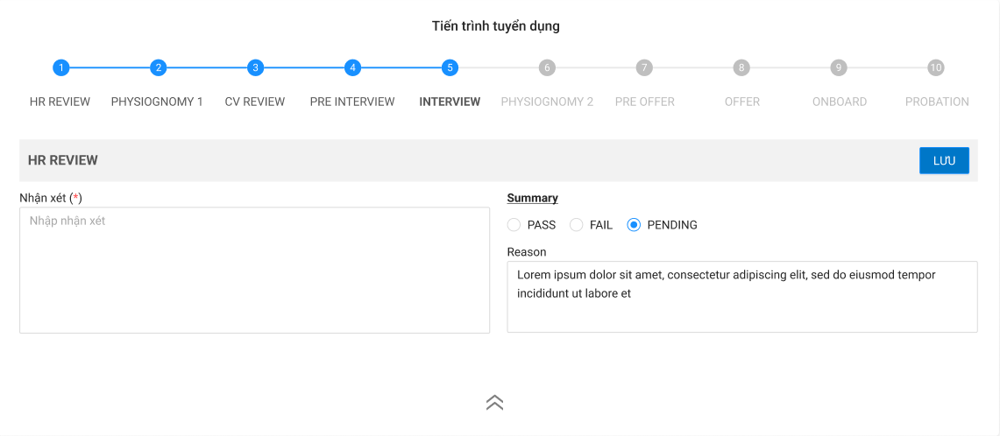 Tiến trình tuyển dụng
1 2 3 4 5 6 7 8 9 10
HR REVIEW PHYSIOGNOMY 1 CV REVIEW PRE INTERVIEW INTERVIEW PHYSIOGNOMY 2 PRE OFFER OFFER ONBOARD PROBATION
HR REVIEW LƯU
Nhận xét (*)
Nhập nhận xét
Summary
PASS FAIL PENDING
Reason
Lorem ipsum dolor sit amet, consectetur adipiscing elit, sed do eiusmod tempor
incididunt ut labore et